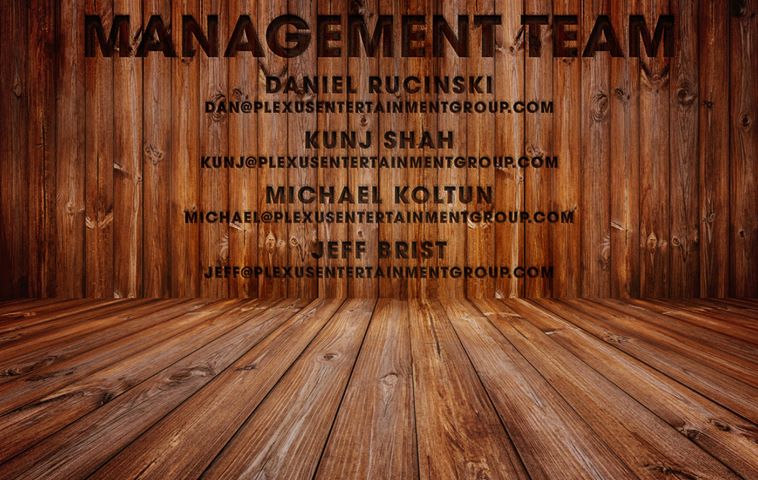 MANAGEMENT TEAM
DANIEL RUCINSKI
DAN@PLEXUSENTERTAINMENTGROUP.COM
KUNJ SHAH
KUNJ@PLEXUSENTERTAINMENTGROUP.COM
MICHAEL KOLTUN
MICHAEL@PLEXUSENTERTAINMENTGROUP.COM
JEFF BRIST
JEFF@PLEXUSENTERTAINMENTGROUP.COM